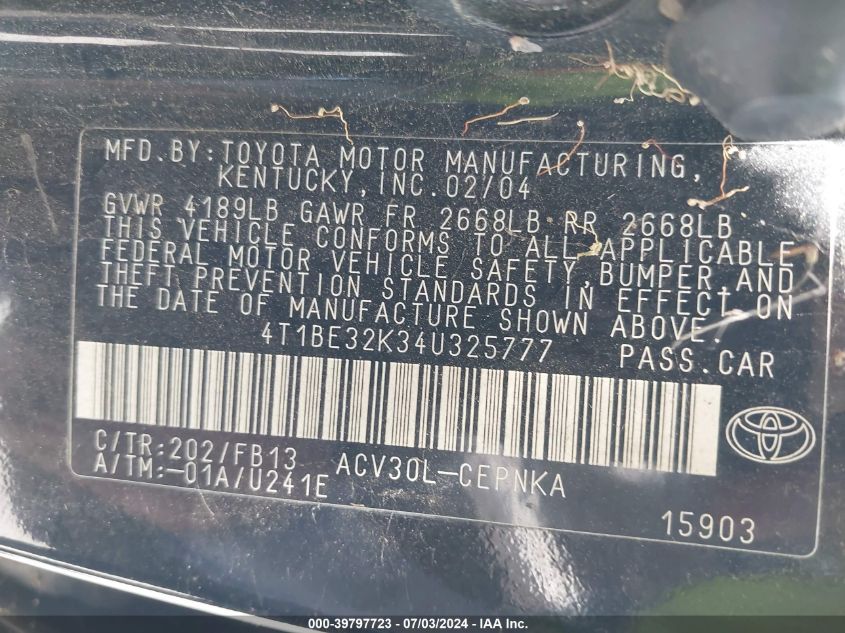 MFD.BY:TOYOTA MOTOR MANUFACTURING,
KENTUCKY,INC.02/04
GVWR 4189LB GAWR FR 2668LB RR 2668LB
THIS VEHICLE CONFORMS TO ALL APPLICABLE
FEDERAL MOTOR VEHICLE SAFETY,BUMPER,AND
THEFT PREVENTION STANDARDS IN EFFECT ON
THE DATE OF MANUFACTURE SHOWN ABOVE.
4T1BE32K34U325777 PASS.CAR
C/TR:202/FB13 ACV30L-CEPNKA
A/TM:-01A/U241E
15903
000-39797723 - 07/03/2024 - IAA, Inc.